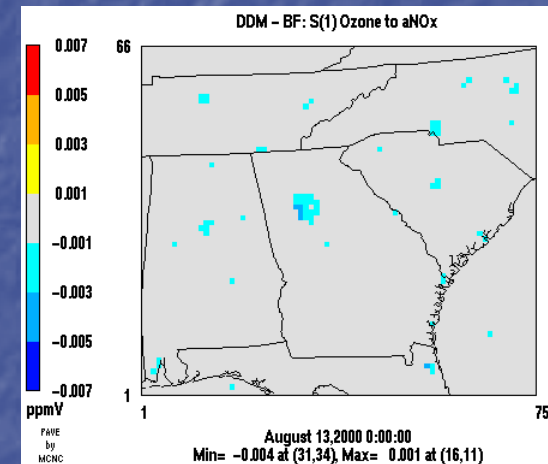 DDM - BF: S(1) Ozone to aNOx
0.007
0.005
0.003
0.001
-0.001
-0.003
-0.005
-0.007
ppmV
66
1
1
75
PAVE
by
MCNC
August 13,2000 0:00:00
Min= -0.004 at (31,34), Max= 0.001 at (16,11)